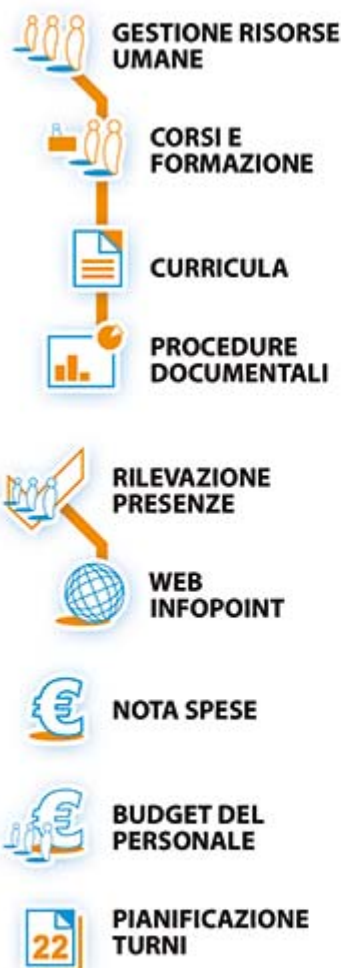 GESTIONE RISORSE
UMANE
CORSI E
FORMAZIONE
CURRICULA
PROCEDURE
DOCUMENTALI
RILEVAZIONE
PRESENZE
WEB
INFOPOINT
€
NOTA SPESE
€
BUDGET DEL
PERSONALE
22
PIANIFICAZIONE
TURNI